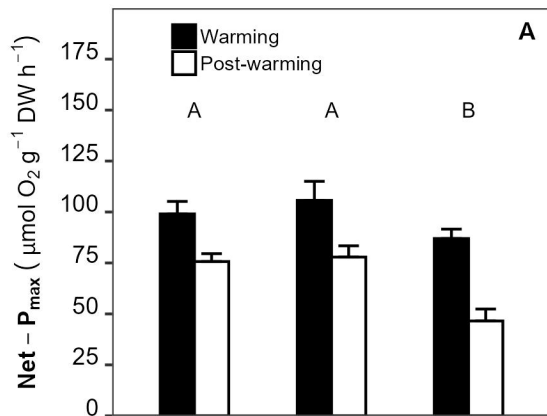 A
Warming
Post-warming
A A B
175
150
125
100
75
50
25
0
Net – Pmax ( µmol O2 g−1 DW h−1)